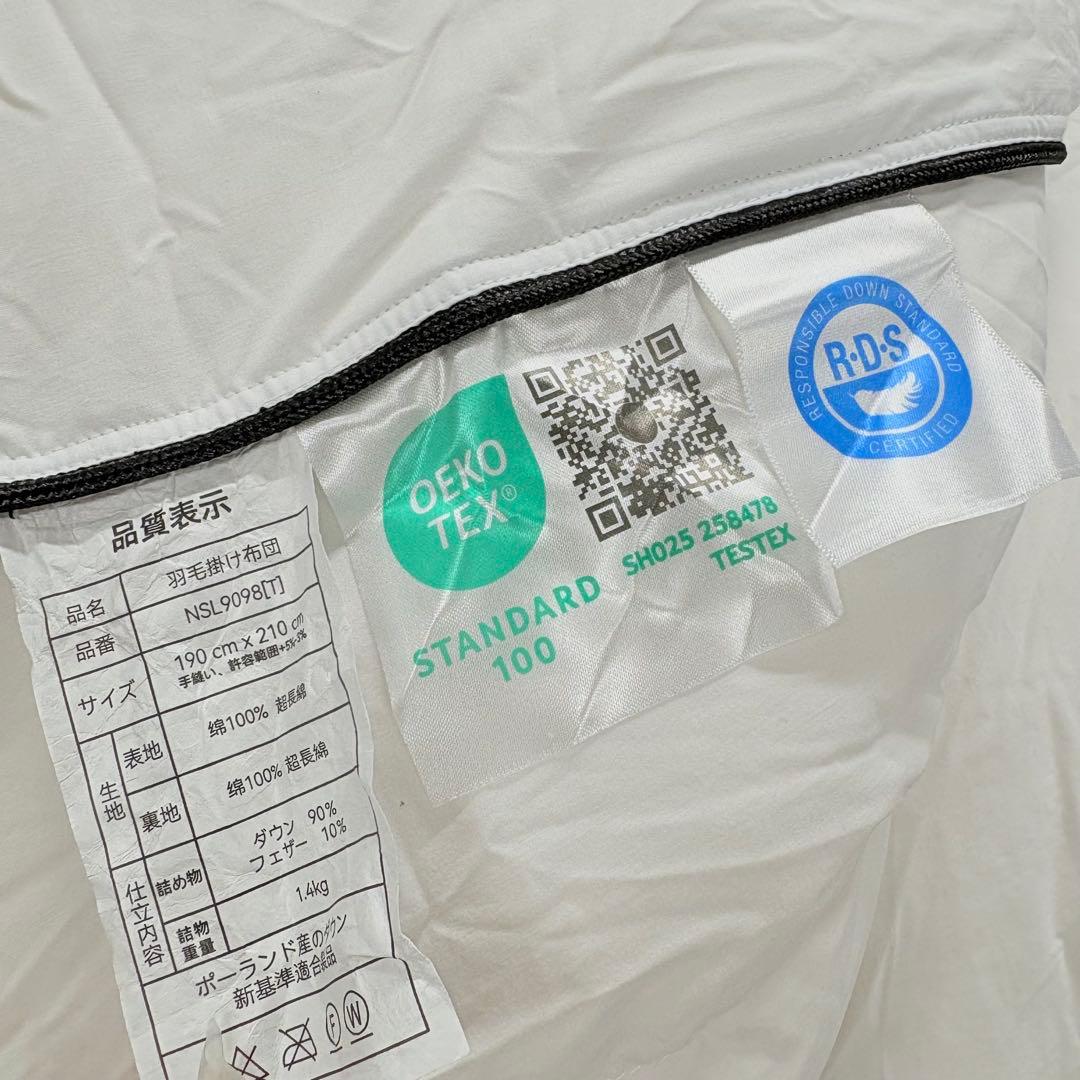 品質表示
品名 羽毛掛け布団
品番 NSL9098[T]
サイズ 190 cm x 210 cm
手縫い、許容範囲+5%-3%
生地 表地 綿100% 超長綿
裏地 綿100% 超長綿
仕立内容 詰め物 ダウン 90%
フェザー 10%
詰物重量 1.4kg
ポーランド産のダウン
新基準適合良品
F W
OEKO
TEX®
STANDARD
100
SH025 258478
TESTEX
RESPONSIBLE DOWN STANDARD
R·D·S
CERTIFIED